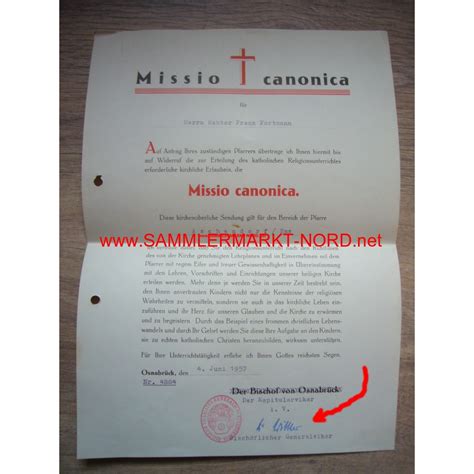 Missio canonica
für
Herrn Rektor Franz Fortmann
Auf Antrag Ihres zuständigen Pfarrers übertrage ich Ihnen hiermit bis
auf Widerruf die zur Erteilung des katholischen Religionsunterrichtes
erforderliche kirchliche Erlaubnis, die
Missio canonica.
Diese kirchenobrigkeitliche Sendung gilt für den Bereich der Pfarre
www.SAMMLERMARKT-NORD.net
den von der Kirche genehmigten Lehrplanes und im Einvernehmen mit dem
Pfarrer mit regem Eifer und treuer Gewissenhaftigkeit in Übereinstimmung
mit den Lehren, Vorschriften und Einrichtungen unserer heiligen Kirche
erteilen werden. Mehr denn je werden Sie in unserer Zeit bestrebt sein,
den Ihnen anvertrauten Kindern nicht nur die Kenntnisse der religiösen
Wahrheiten zu vermitteln, sondern sie auch in das kirchliche Leben ein-
zuführen und ihr Herz für unseren Glauben und die Kirche zu erwärmen
und zu begeistern. Durch das Beispiel eines frommen christlichen Lebens-
wandels und durch Ihr Gebet werden Sie diese Ihre Aufgabe an den Kindern
sie zu echten katholischen Christen heranzubilden, wirksam unterstützen.
Für Ihre Unterrichtstätigkeit erflehe ich Ihnen Gottes reichsten Segen.
Osnabrück, den 4. Juni 1957
Nr. 4884
Der Bischof von Osnabrück
Der Kapitularvikar
i. V.
Bischöflicher Generalvikar